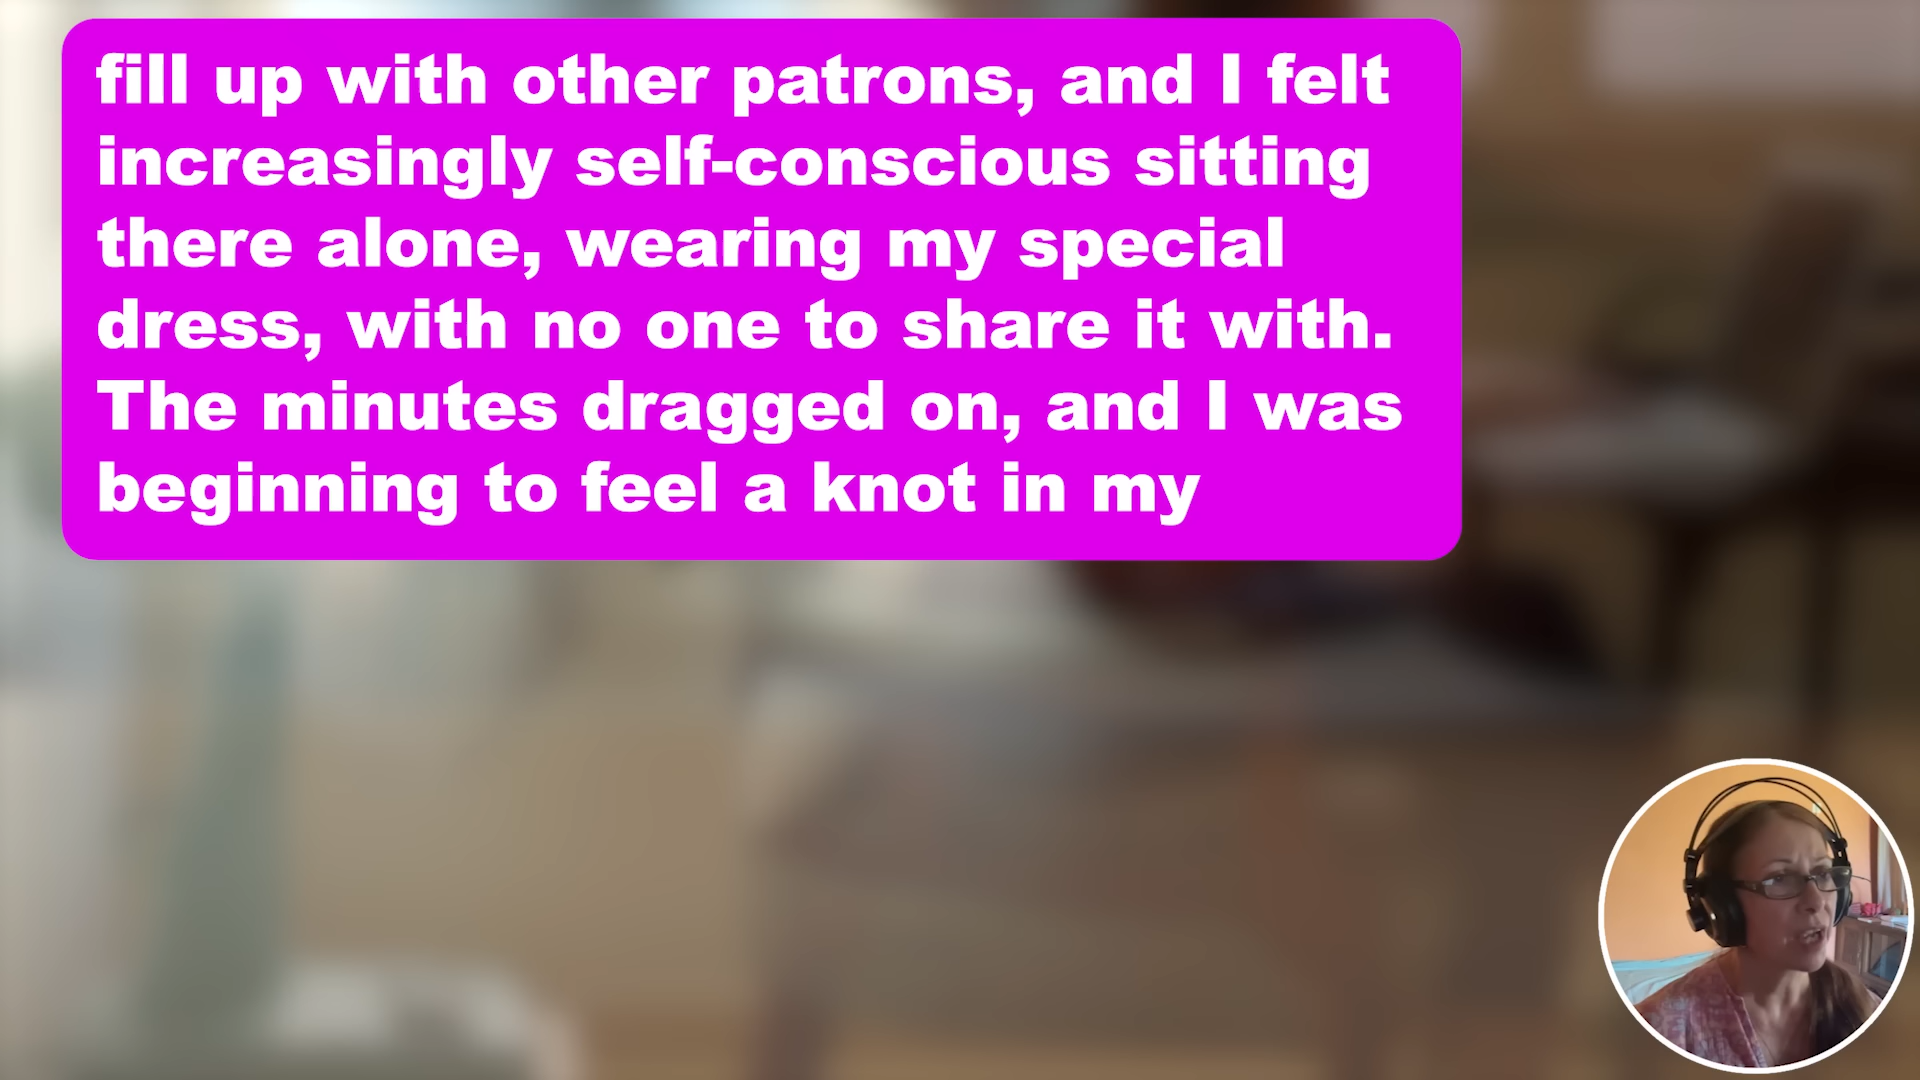 fill up with other patrons, and I felt
increasingly self-conscious sitting
there alone, wearing my special
dress, with no one to share it with.
The minutes dragged on, and I was
beginning to feel a knot in my